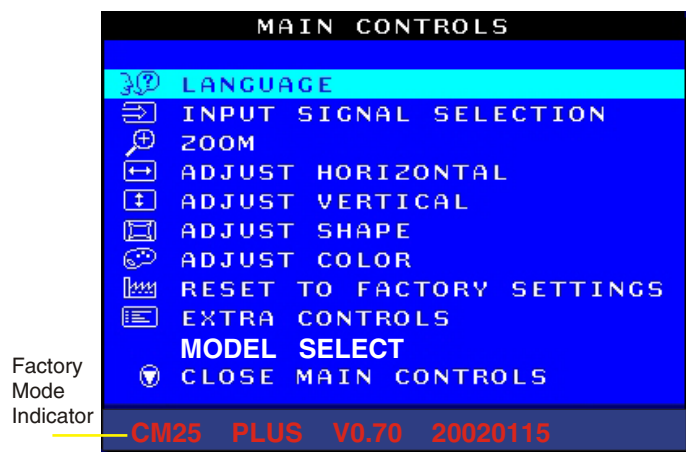 MAIN CONTROLS
LANGUAGE
INPUT SIGNAL SELECTION
ZOOM
ADJUST HORIZONTAL
ADJUST VERTICAL
ADJUST SHAPE
ADJUST COLOR
RESET TO FACTORY SETTINGS
EXTRA CONTROLS
MODEL SELECT
CLOSE MAIN CONTROLS
Factory
Mode
Indicator
CM25 PLUS V0.70 20020115